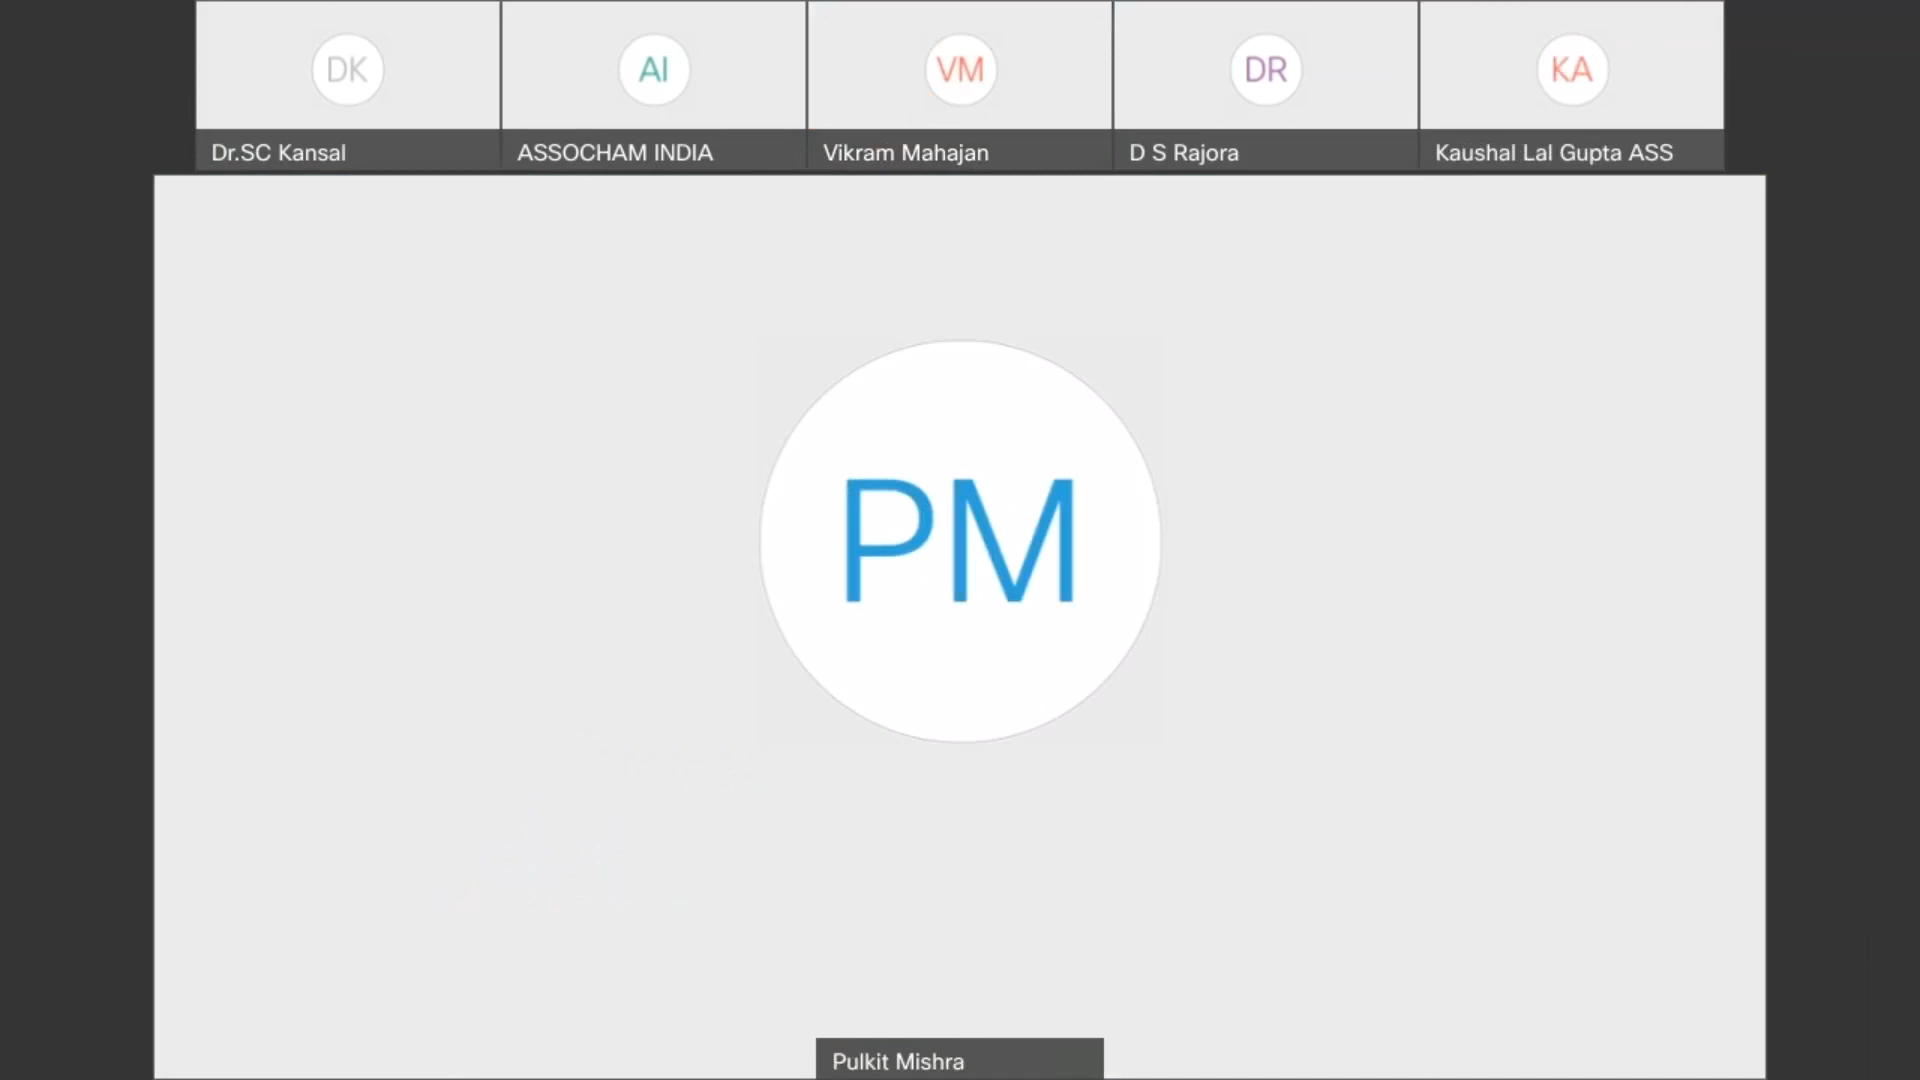 DK
AI
VM
DR
KA
Dr.SC Kansal
ASSOCHAM INDIA
Vikram Mahajan
D S Rajora
Kaushal Lal Gupta ASS
PM
Pulkit Mishra